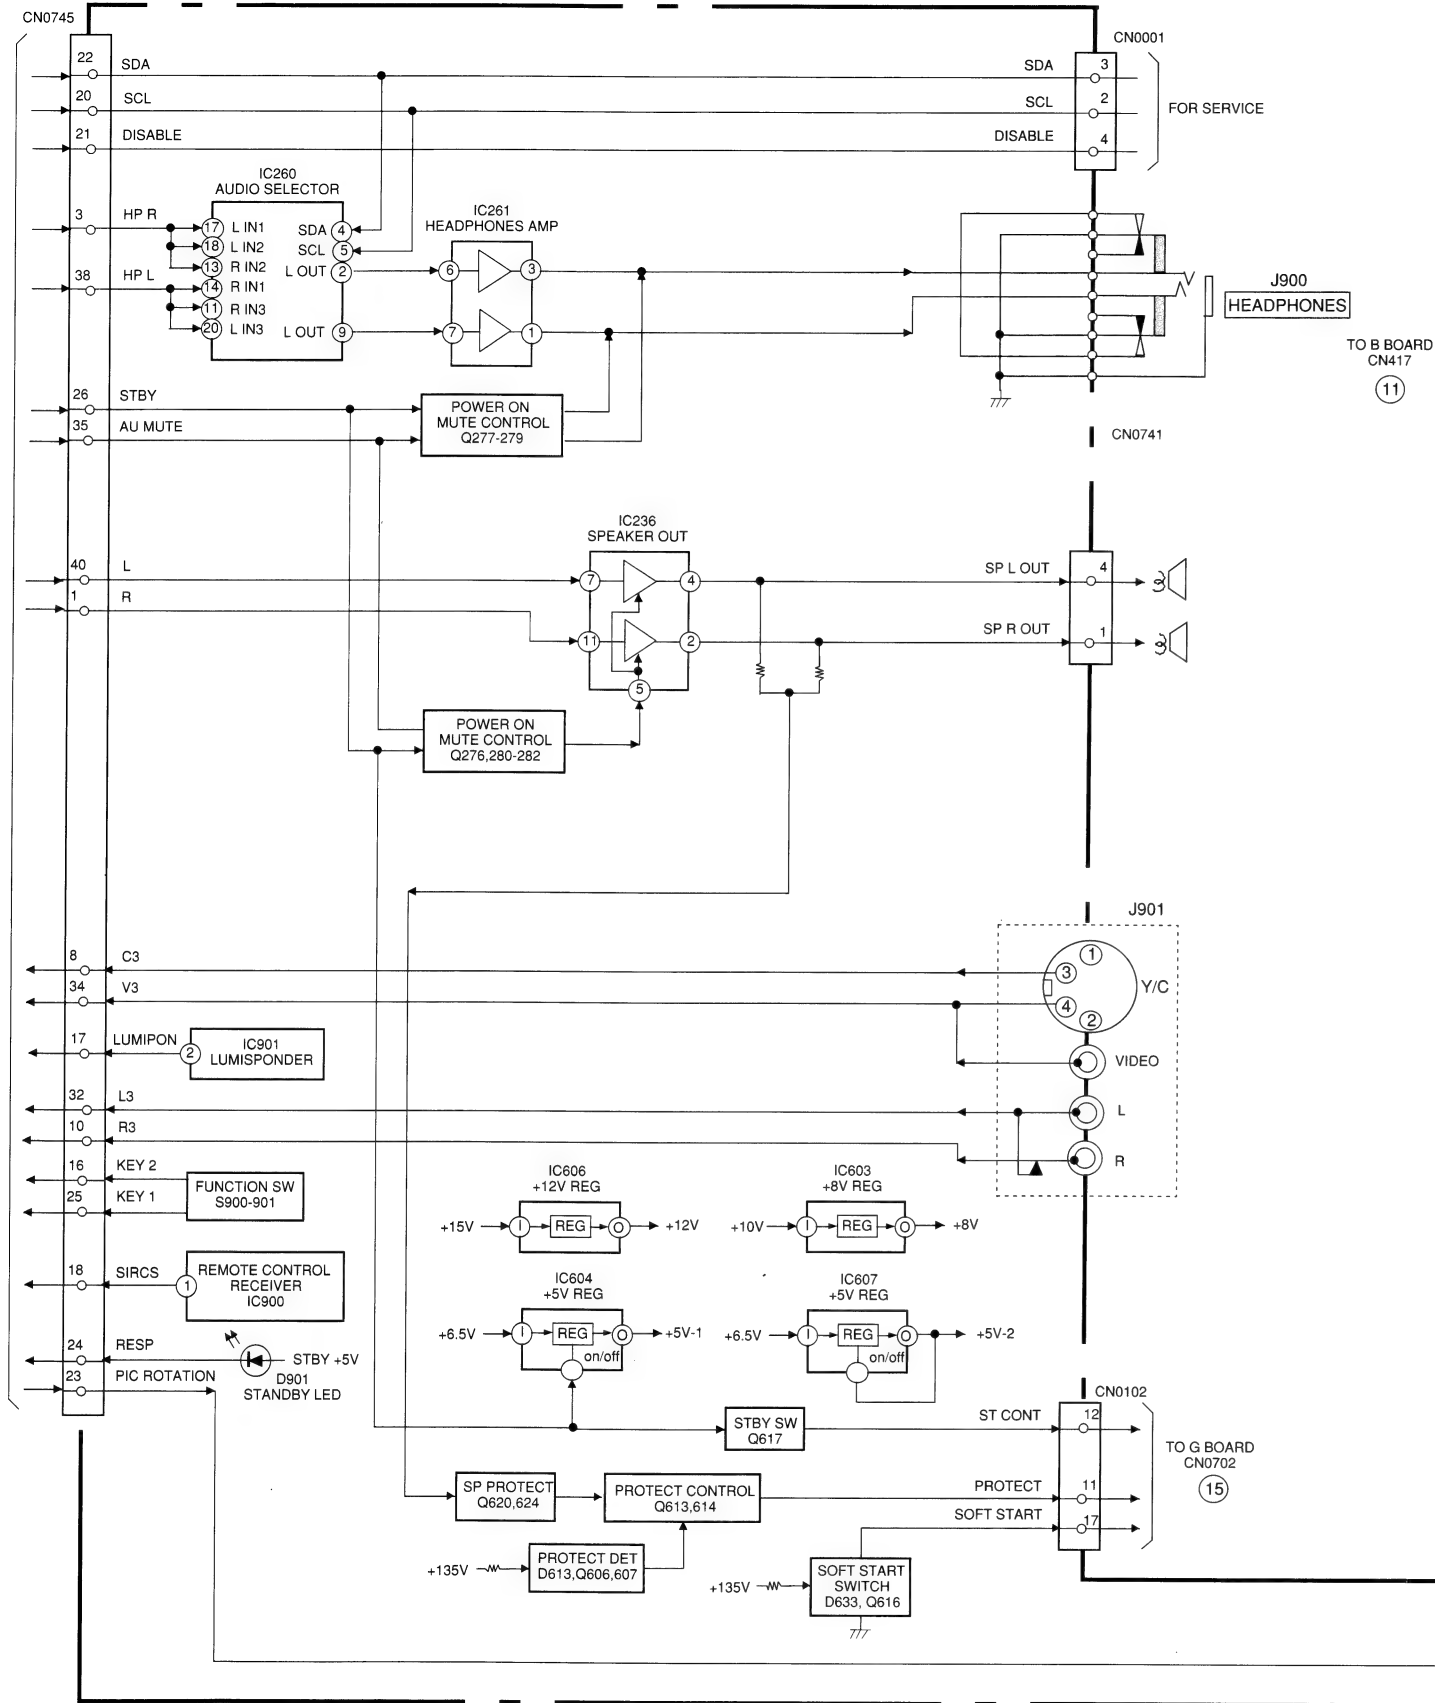 CN0745
CN0001
22 SDA
SDA 3
20 SCL
SCL 2
FOR SERVICE
21 DISABLE
DISABLE 4
IC260
AUDIO SELECTOR
IC261
HEADPHONES AMP
3 HP R
17 L IN1
SDA 4
18 L IN2
SCL 5
13 R IN2
L OUT 2
6
3
38 HP L
14 R IN1
11 R IN3
20 L IN3
L OUT 9
7
1
J900
HEADPHONES
TO B BOARD
CN417
11
26 STBY
35 AU MUTE
POWER ON
MUTE CONTROL
Q277-279
CN0741
IC236
SPEAKER OUT
40 L
7
4
SP L OUT 4
1 R
11
2
SP R OUT 1
5
POWER ON
MUTE CONTROL
Q276,280-282
J901
8 C3
1
3
34 V3
4
Y/C
2
17 LUMIPON
2
IC901
LUMISPONDER
VIDEO
32 L3
L
10 R3
R
16 KEY 2
25 KEY 1
FUNCTION SW
S900-901
IC606
+12V REG
+15V
I
REG
O
+12V
IC603
+8V REG
+10V
I
REG
O
+8V
18 SIRCS
1
REMOTE CONTROL
RECEIVER
IC900
IC604
+5V REG
+6.5V
I
REG
O
+5V-1
on/off
IC607
+5V REG
+6.5V
I
REG
O
+5V-2
on/off
24 RESP
STBY +5V
D901
STANDBY LED
23 PIC ROTATION
CN0102
STBY SW
Q617
ST CONT 12
TO G BOARD
CN0702
15
SP PROTECT
Q620,624
PROTECT CONTROL
Q613,614
PROTECT 11
SOFT START 17
+135V
PROTECT DET
D613,Q606,607
+135V
SOFT START
SWITCH
D633, Q616